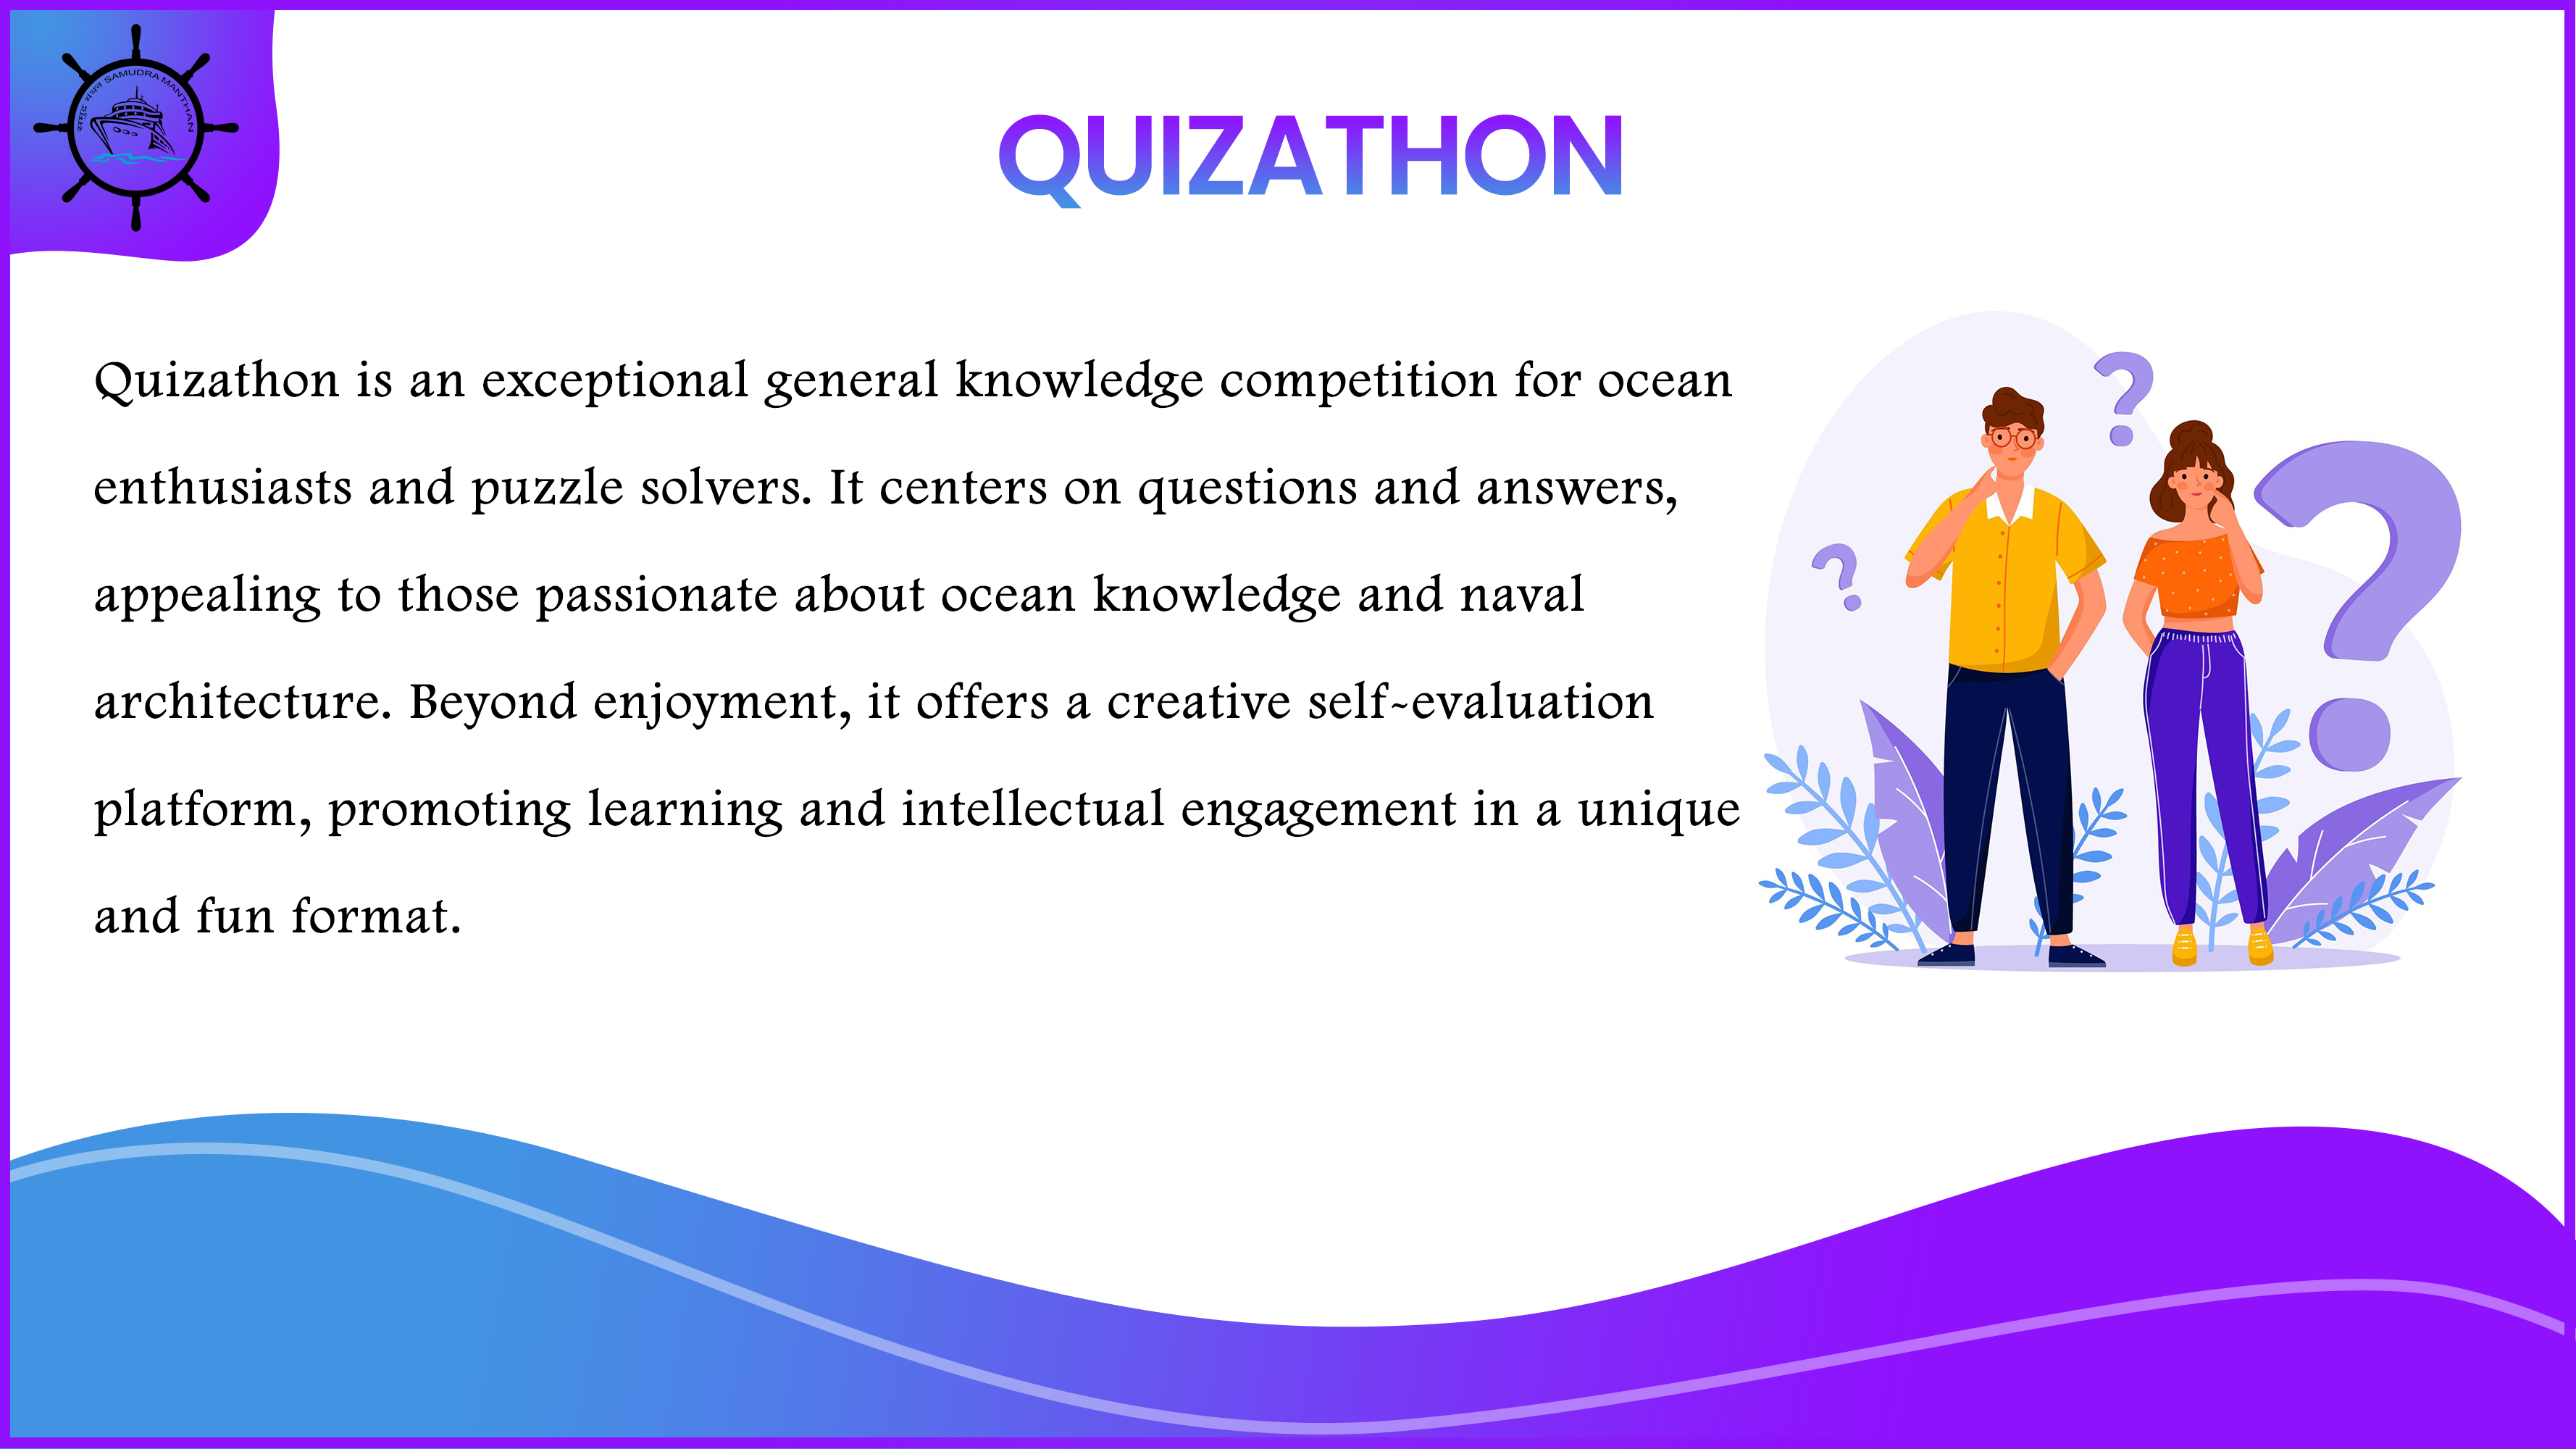 समुद्र मंथन SAMUDRA MANTHAN
QUIZATHON
Quizathon is an exceptional general knowledge competition for ocean
enthusiasts and puzzle solvers. It centers on questions and answers,
appealing to those passionate about ocean knowledge and naval
architecture. Beyond enjoyment, it offers a creative self-evaluation
platform, promoting learning and intellectual engagement in a unique
and fun format.